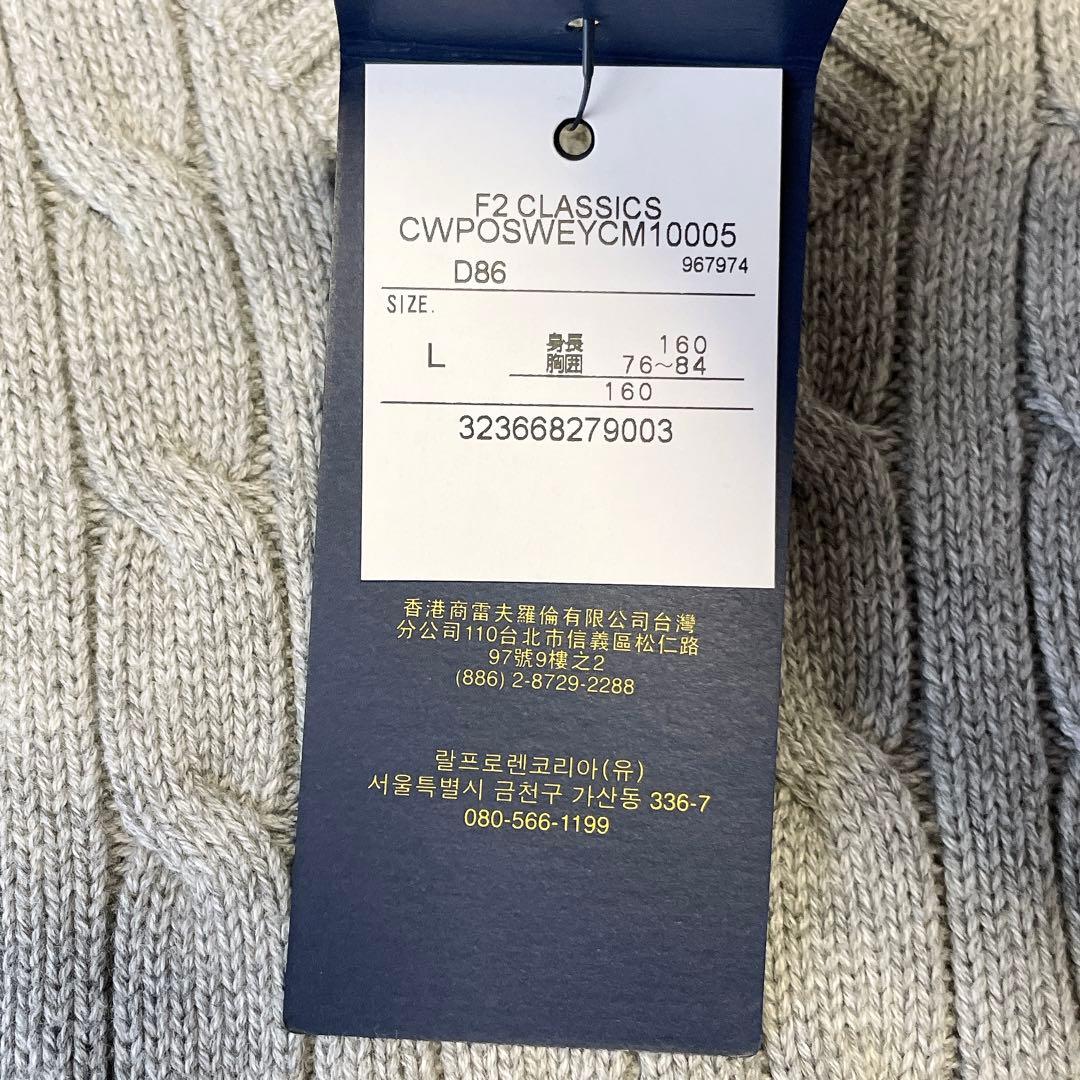 F2 CLASSICS
CWPOSWEYCM10005
D86 967974
SIZE.
L 身長 160
胸囲 76~84
160
323668279003
香港商雷夫羅倫有限公司台灣
分公司110台北市信義區松仁路
97號9樓之2
(886) 2-8729-2288
랄프로렌코리아(유)
서울특별시 금천구 가산동 336-7
080-566-1199